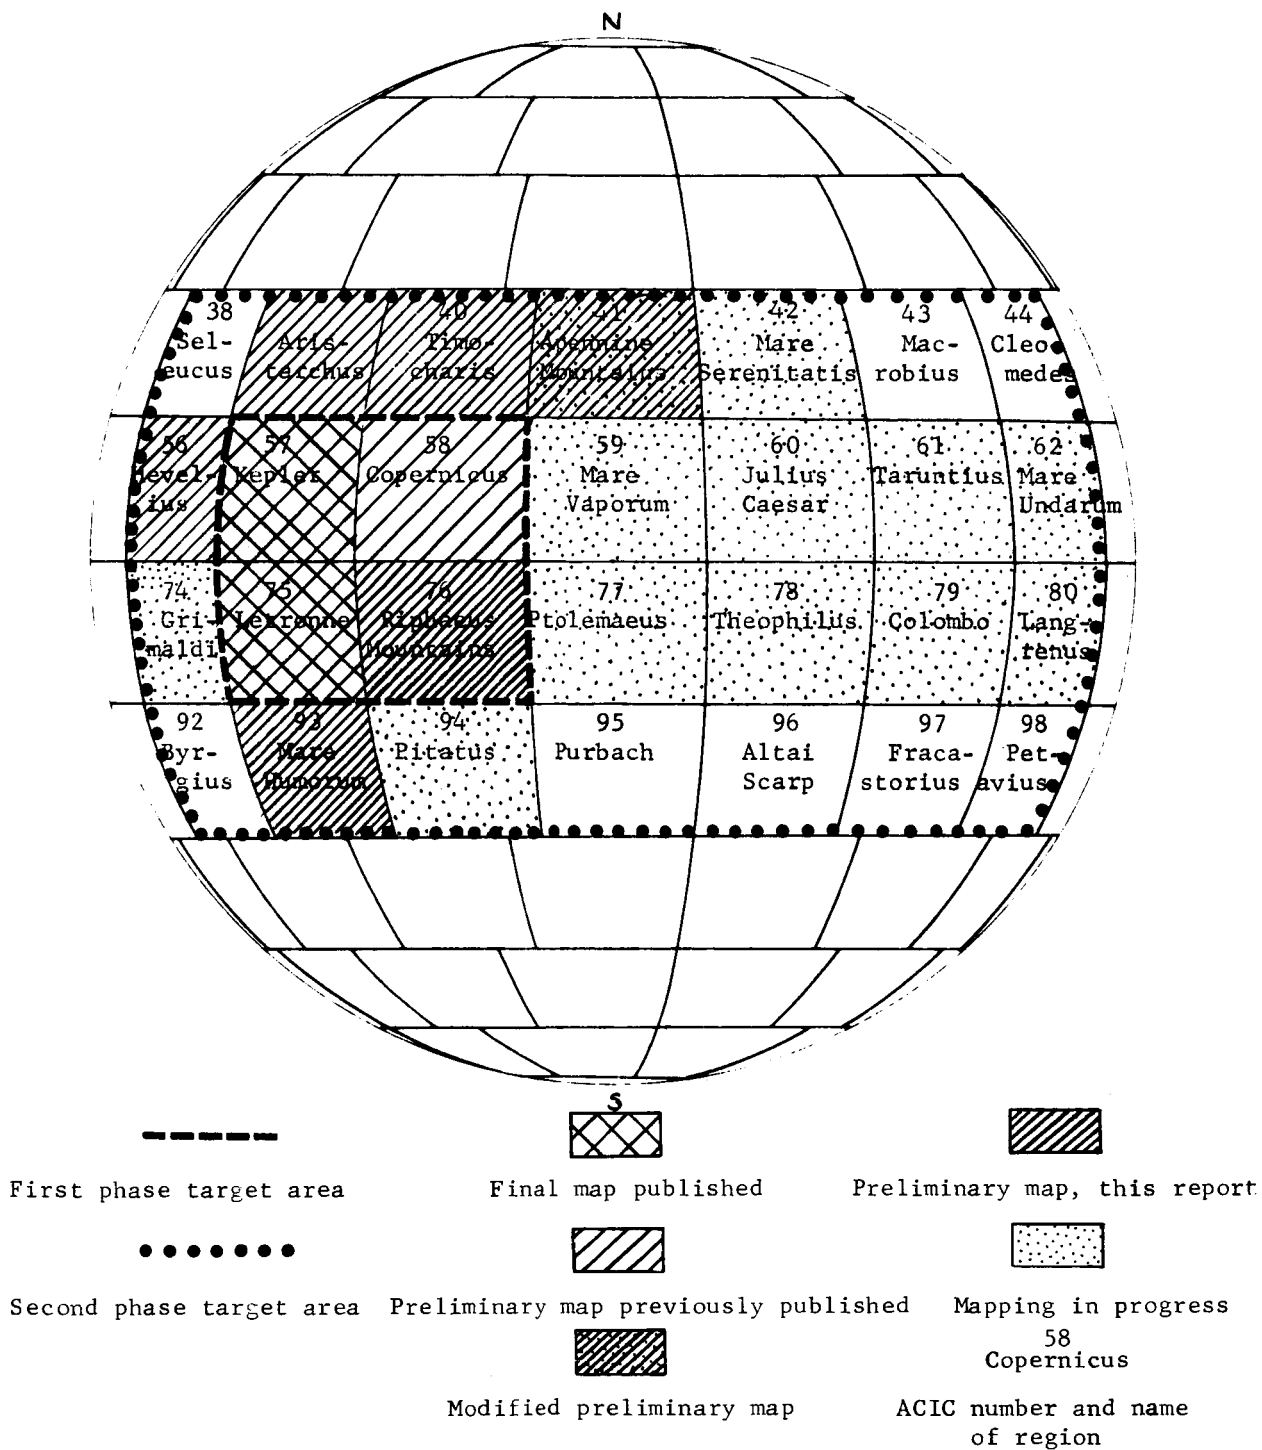 N
38
Sel-
eucus
Aris-
tarchus
40
Timo-
charis
41
Apennine
Mountains
42
Mare
Serenitatis
43
Mac-
robius
44
Cleo-
medes
56
Hevel-
ius
57
Kepler
58
Copernicus
59
Mare
Vaporum
60
Julius
Caesar
61
Taruntius
62
Mare
Undarum
74
Gri-
maldi
75
Letronne
76
Riphaeus
Mountains
77
Ptolemaeus
78
Theophilus
79
Colombo
80
Lang-
renus
92
Byr-
gius
93
Mare
Humorum
94
Pitatus
95
Purbach
96
Altai
Scarp
97
Fraca-
storius
98
Pet-
avius
S
First phase target area
Final map published
Preliminary map, this report
Second phase target area
Preliminary map previously published
Mapping in progress
58
Copernicus
Modified preliminary map
ACIC number and name
of region